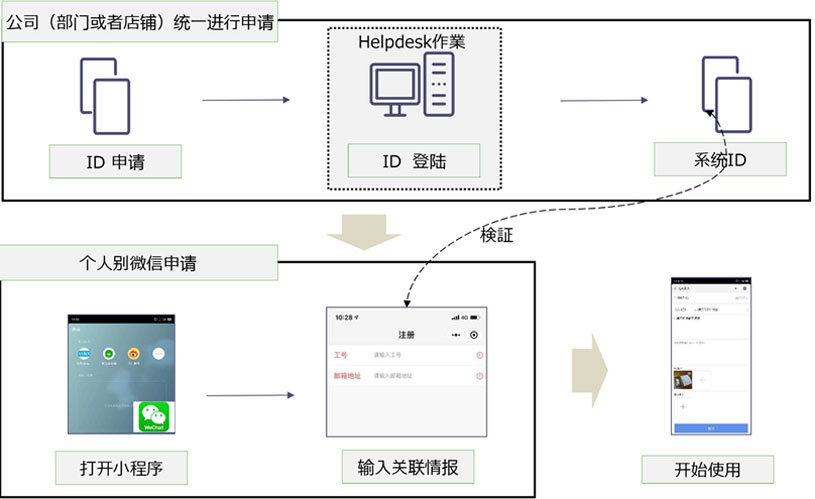 公司（部门或者店铺）统一进行申请
Helpdesk作業
ID 申请
ID 登陆
系统ID
検証
个人别微信申请
10:28
4G
注册
工号 请输入工号
邮箱地址 请输入邮箱地址
WeChat
打开小程序
输入关联情报
开始使用